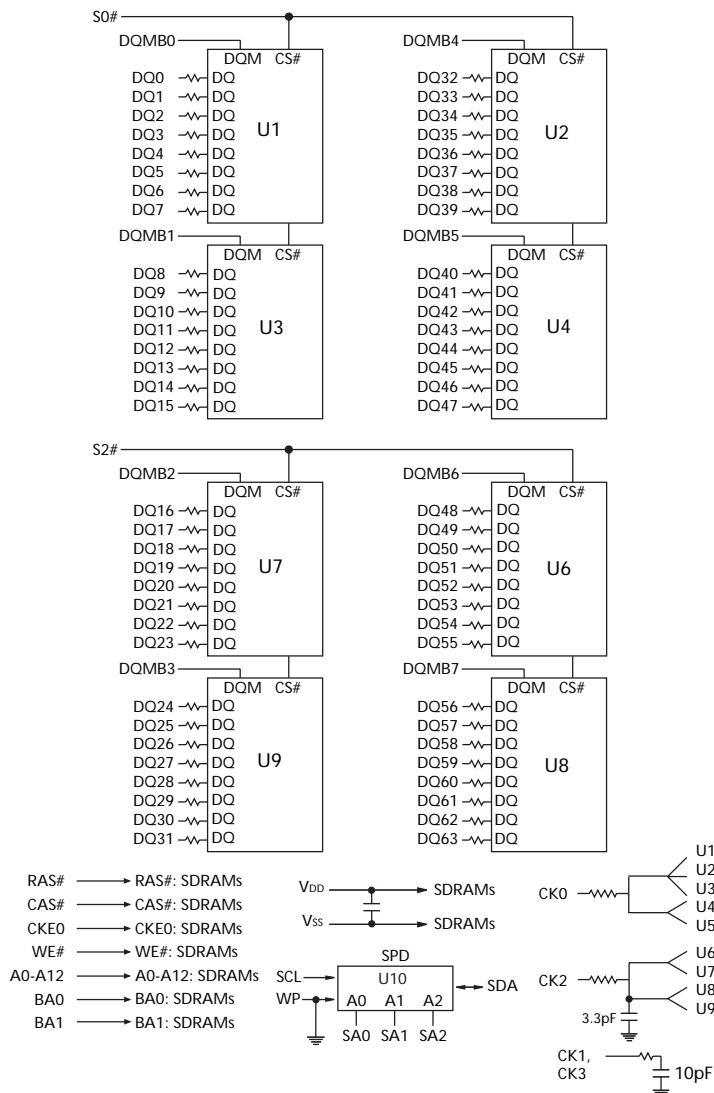 S0#
DQMB0
DQM CS#
DQ0 DQ
DQ1 DQ
DQ2 DQ
DQ3 DQ
DQ4 DQ
DQ5 DQ
DQ6 DQ
DQ7 DQ
U1
DQMB4
DQM CS#
DQ32 DQ
DQ33 DQ
DQ34 DQ
DQ35 DQ
DQ36 DQ
DQ37 DQ
DQ38 DQ
DQ39 DQ
U2
DQMB1
DQM CS#
DQ8 DQ
DQ9 DQ
DQ10 DQ
DQ11 DQ
DQ12 DQ
DQ13 DQ
DQ14 DQ
DQ15 DQ
U3
DQMB5
DQM CS#
DQ40 DQ
DQ41 DQ
DQ42 DQ
DQ43 DQ
DQ44 DQ
DQ45 DQ
DQ46 DQ
DQ47 DQ
U4
S2#
DQMB2
DQM CS#
DQ16 DQ
DQ17 DQ
DQ18 DQ
DQ19 DQ
DQ20 DQ
DQ21 DQ
DQ22 DQ
DQ23 DQ
U7
DQMB6
DQM CS#
DQ48 DQ
DQ49 DQ
DQ50 DQ
DQ51 DQ
DQ52 DQ
DQ53 DQ
DQ54 DQ
DQ55 DQ
U6
DQMB3
DQM CS#
DQ24 DQ
DQ25 DQ
DQ26 DQ
DQ27 DQ
DQ28 DQ
DQ29 DQ
DQ30 DQ
DQ31 DQ
U9
DQMB7
DQM CS#
DQ56 DQ
DQ57 DQ
DQ58 DQ
DQ59 DQ
DQ60 DQ
DQ61 DQ
DQ62 DQ
DQ63 DQ
U8
RAS# RAS#: SDRAMs
CAS# CAS#: SDRAMs
CKE0 CKE0: SDRAMs
WE# WE#: SDRAMs
A0-A12 A0-A12: SDRAMs
BA0 BA0: SDRAMs
BA1 BA1: SDRAMs
VDD SDRAMs
VSS SDRAMs
SPD
SCL U10 SDA
WP A0 A1 A2
SA0 SA1 SA2
CK0
U1
U2
U3
U4
U5
CK2
U6
U7
U8
U9
3.3pF
CK1,
CK3
10pF